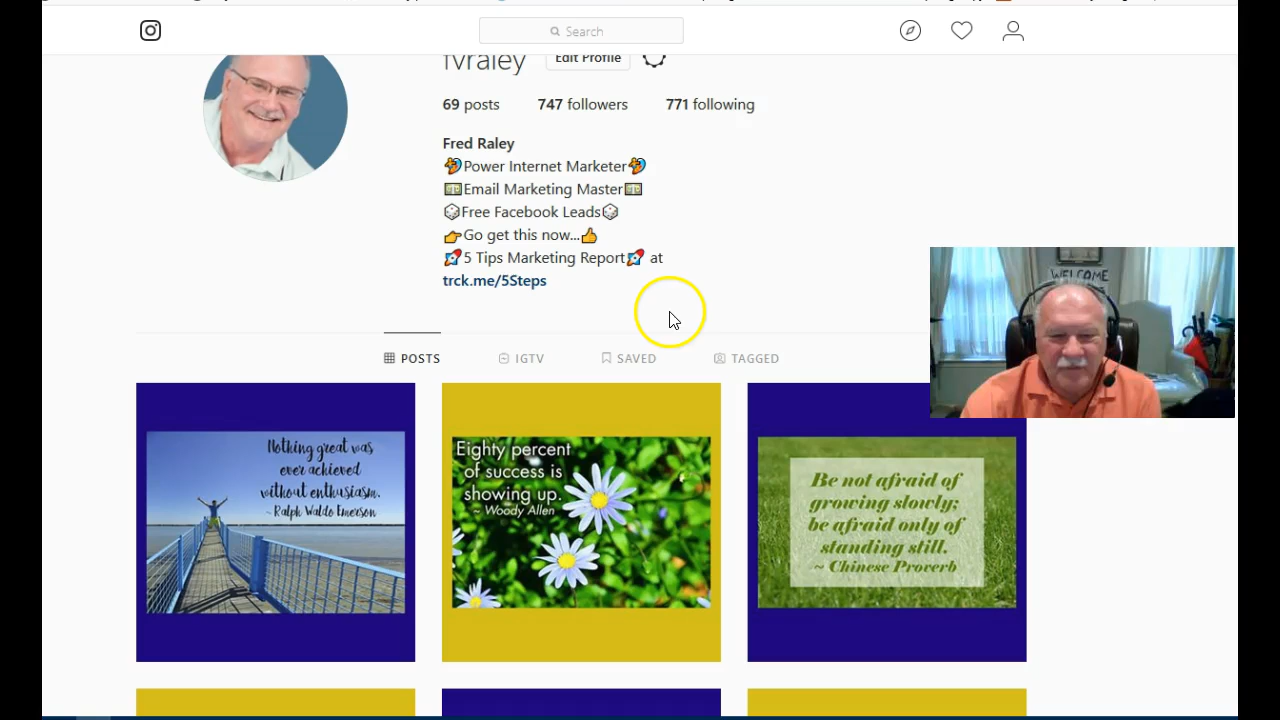 Search
fvraley Edit Profile
69 posts 747 followers 771 following
Fred Raley
🏄Power Internet Marketer🏄
💵Email Marketing Master💵
🎲Free Facebook Leads🎲
👉Go get this now...👍
🚀5 Tips Marketing Report🚀 at
trck.me/5Steps
POSTS IGTV SAVED TAGGED
WELCOME
Nothing great was
ever achieved
without enthusiasm.
~ Ralph Waldo Emerson
Eighty percent
of success is
showing up.
~ Woody Allen
Be not afraid of
growing slowly;
be afraid only of
standing still.
~ Chinese Proverb